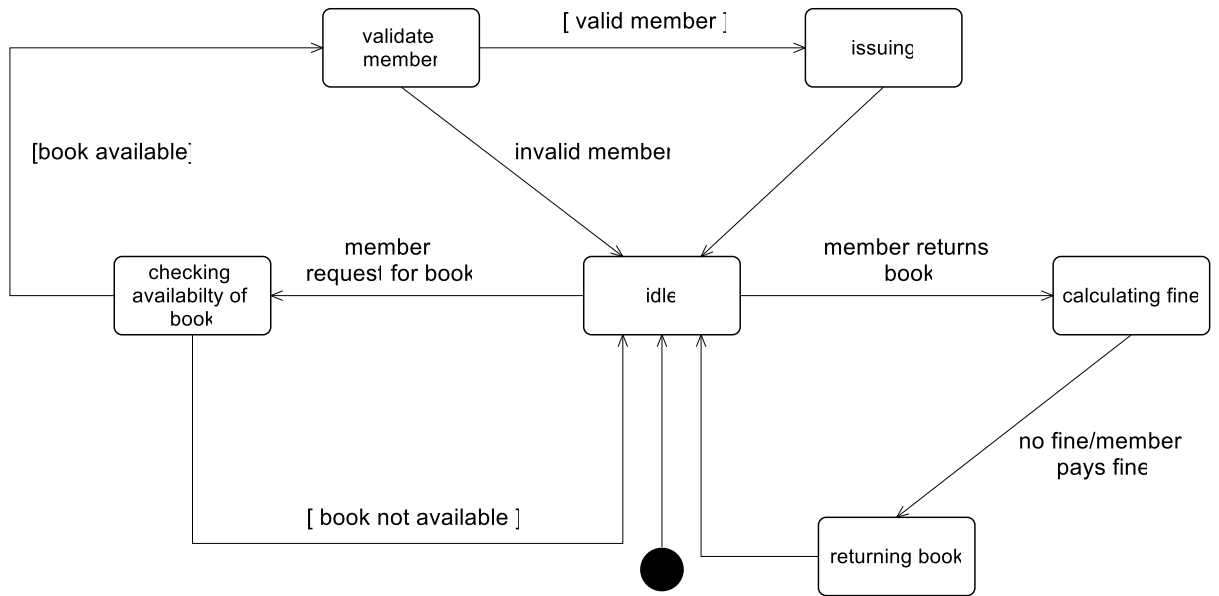 [ valid member ]
validate
member
issuing
[book available]
invalid member
member
request for book
member returns
book
checking
availabilty of
book
idle
calculating fine
no fine/member
pays fine
[ book not available ]
returning book